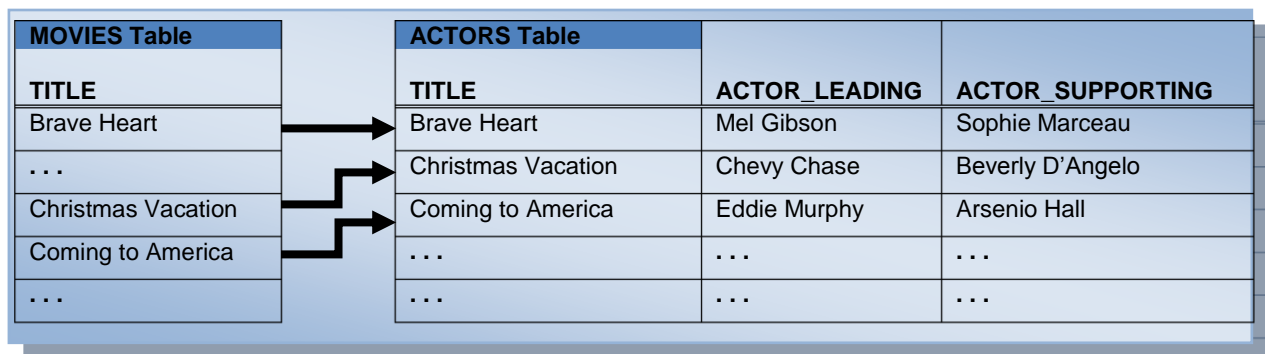 MOVIES Table ACTORS Table
TITLE TITLE ACTOR_LEADING ACTOR_SUPPORTING
Brave Heart Brave Heart Mel Gibson Sophie Marceau
. . . Christmas Vacation Chevy Chase Beverly D’Angelo
Christmas Vacation Coming to America Eddie Murphy Arsenio Hall
Coming to America . . . . . . . . .
. . . . . . . . . . . .